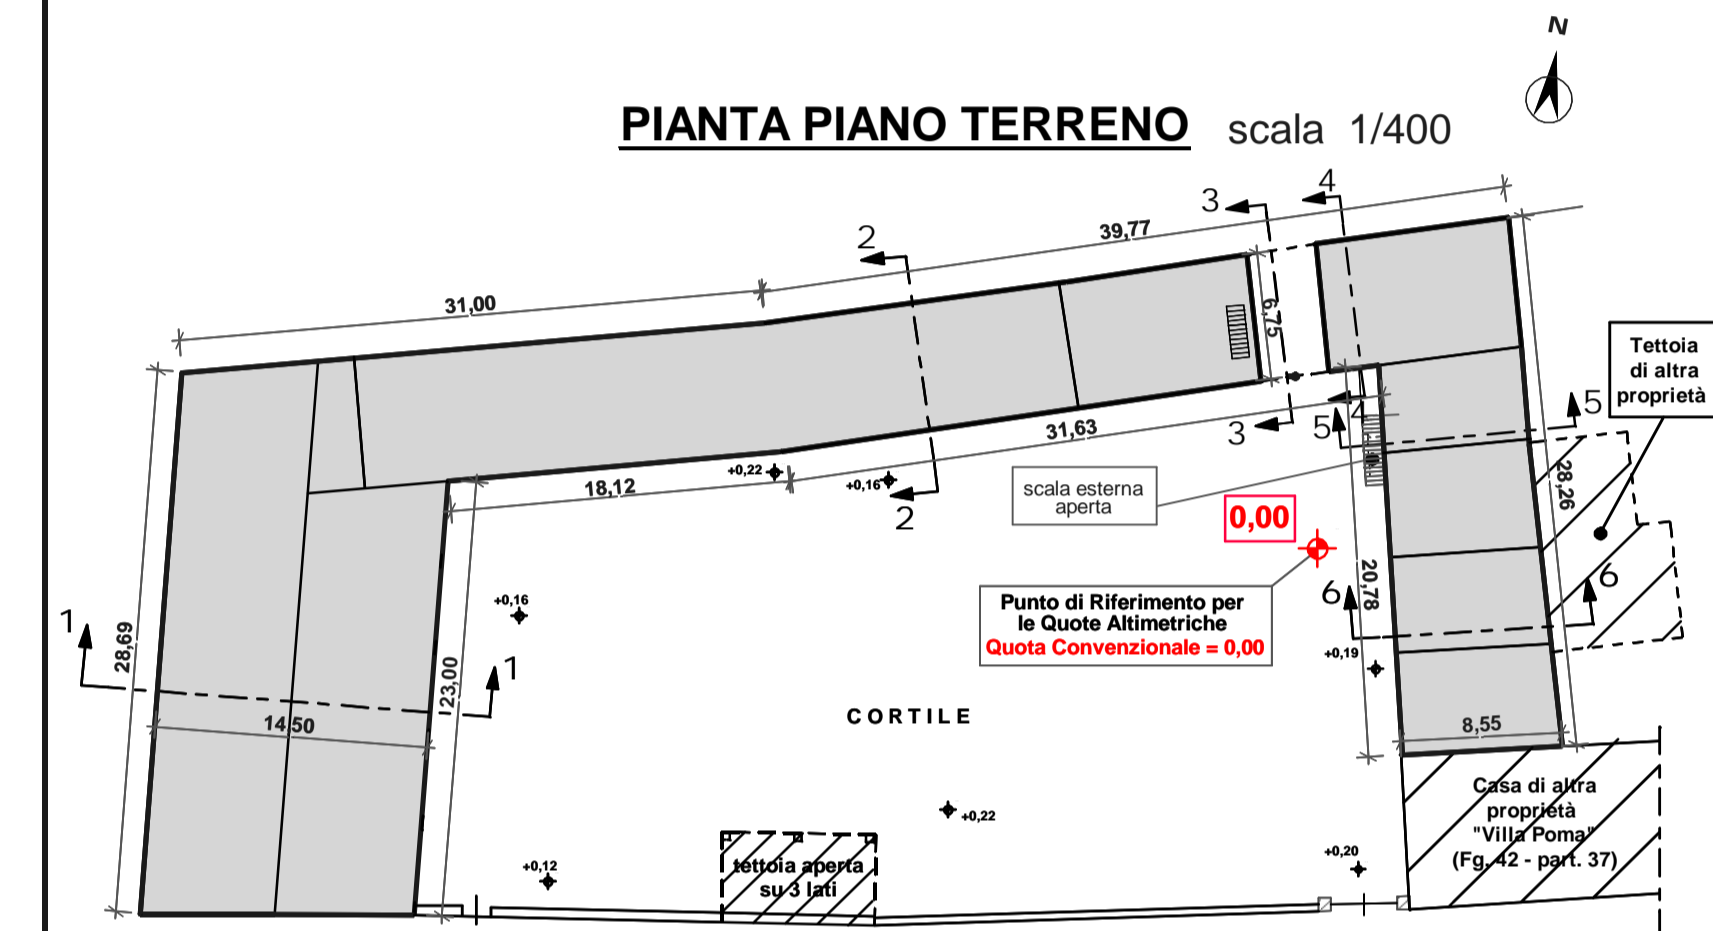 N
PIANTA PIANO TERRENO scala 1/400
4
3
39,77
2
31,00
6,75
Tettoia
di altra
proprietà
5
5
4
3
31,63
+0,22
+0,16
18,12
2
28,26
scala esterna
aperta
0,00
6
6
20,78
+0,16
Punto di Riferimento per
le Quote Altimetriche
Quota Convenzionale = 0,00
1
28,69
1
23,00
+0,19
14,50
CORTILE
8,55
Casa di altra
proprietà
"Villa Poma"
(Fg. 42 - part. 37)
+0,22
+0,12
tettoia aperta
su 3 lati
+0,20